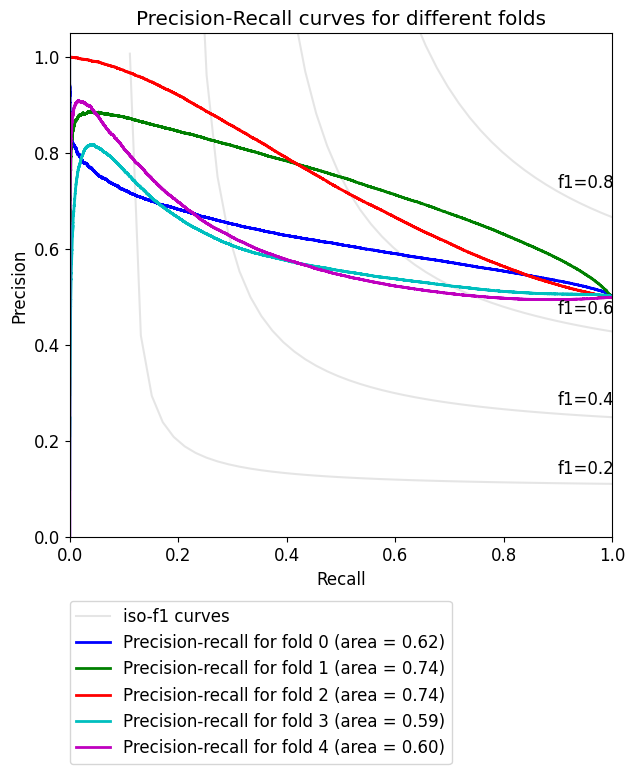 Precision-Recall curves for different folds
1.0
0.8
f1=0.8
0.6
Precision
f1=0.6
0.4
f1=0.4
0.2
f1=0.2
0.0
0.0 0.2 0.4 0.6 0.8 1.0
Recall
iso-f1 curves
Precision-recall for fold 0 (area = 0.62)
Precision-recall for fold 1 (area = 0.74)
Precision-recall for fold 2 (area = 0.74)
Precision-recall for fold 3 (area = 0.59)
Precision-recall for fold 4 (area = 0.60)